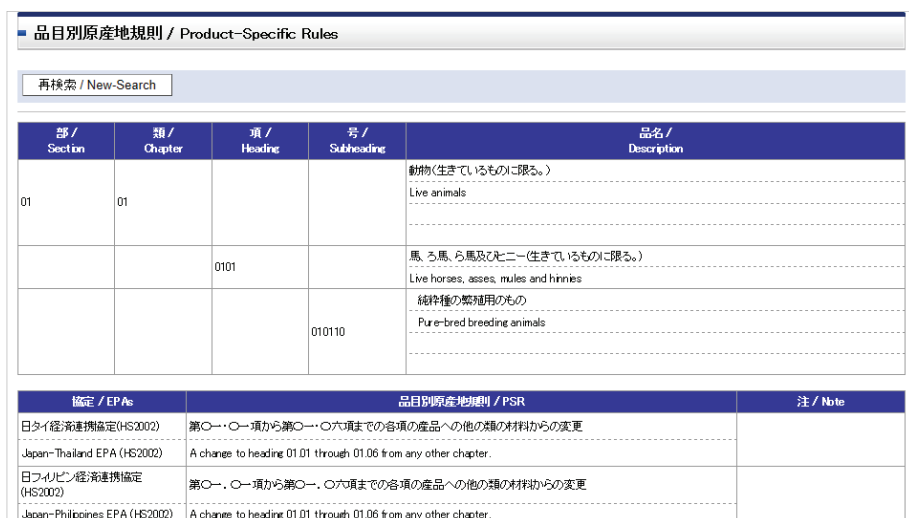 品目別原産地規則 / Product-Specific Rules
再検索 / New-Search
部 / 類 / 項 / 号 / 品名 /
Section Chapter Heading Subheading Description
動物(生きているものに限る。)
Live animals
01 01
馬、ろ馬、ら馬及びヒニー(生きているものに限る。)
0101
Live horses, asses, mules and hinnies
純粋種の繁殖用のもの
Pure-bred breeding animals
010110
協定 / EPAs 品目別原産地規則 / PSR 注 / Note
日タイ経済連携協定(HS2002) 第〇一・〇一項から第〇一・〇六項までの各項の産品への他の類の材料からの変更
Japan-Thailand EPA (HS2002) A change to heading 01.01 through 01.06 from any other chapter.
日フィリピン経済連携協定
(HS2002)
第〇一．〇一項から第〇一．〇六項までの各項の産品への他の類の材料からの変更
Japan-Philippines EPA (HS2002) A change to heading 01.01 through 01.06 from any other chapter.